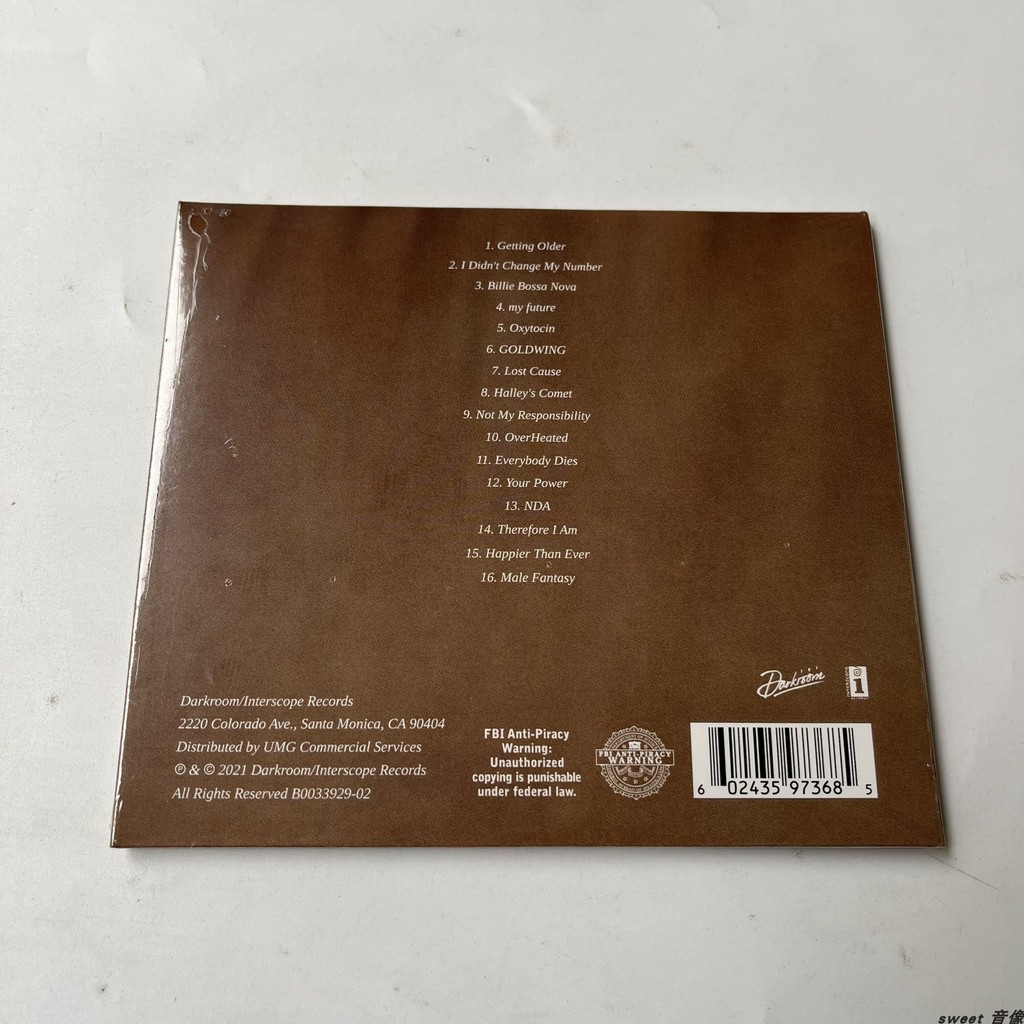 1. Getting Older
2. I Didn't Change My Number
3. Billie Bossa Nova
4. my future
5. Oxytocin
6. GOLDWING
7. Lost Cause
8. Halley's Comet
9. Not My Responsibility
10. OverHeated
11. Everybody Dies
12. Your Power
13. NDA
14. Therefore I Am
15. Happier Than Ever
16. Male Fantasy
Darkroom/Interscope Records
2220 Colorado Ave., Santa Monica, CA 90404
Distributed by UMG Commercial Services
℗ & © 2021 Darkroom/Interscope Records
All Rights Reserved B0033929-02
FBI Anti-Piracy
Warning:
Unauthorized
copying is punishable
under federal law.
FBI ANTI-PIRACY
WARNING
Darkroom
6 02435 97368 5
sweet 音像